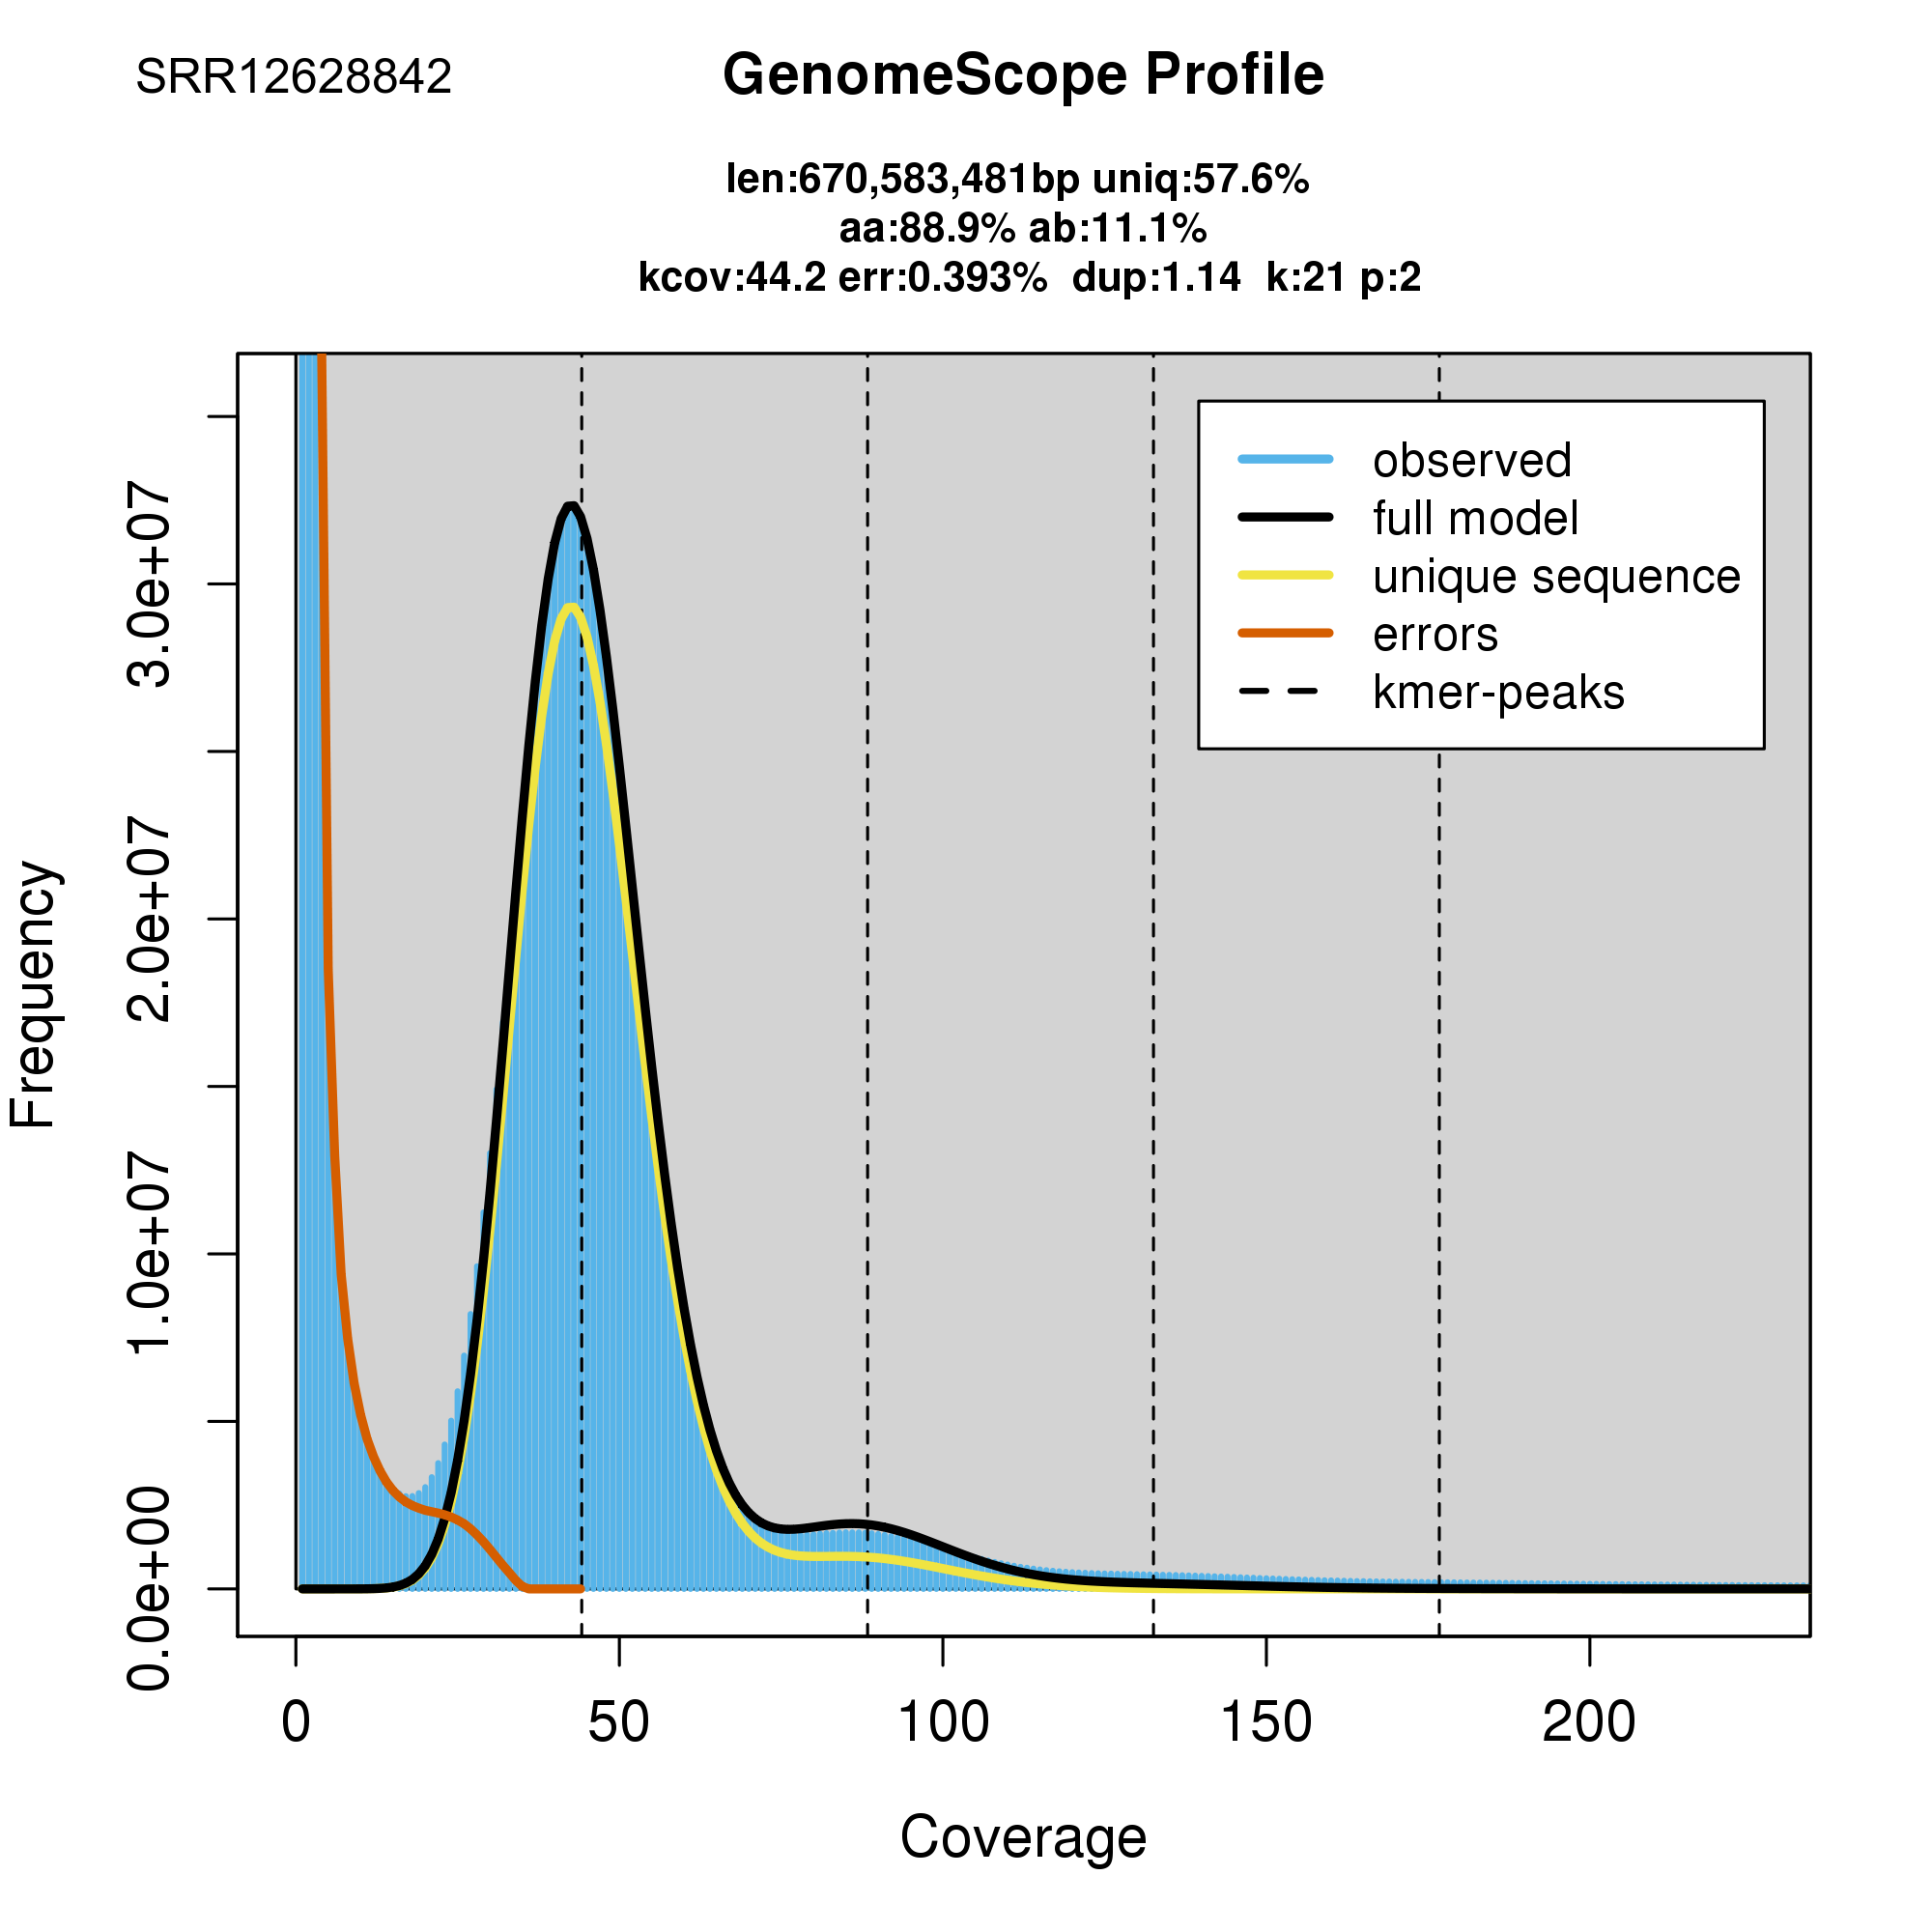 SRR12628842
GenomeScope Profile
len:670,583,481bp uniq:57.6%
aa:88.9% ab:11.1%
kcov:44.2 err:0.393% dup:1.14 k:21 p:2
observed
full model
unique sequence
errors
kmer-peaks
Frequency
3.0e+07
2.0e+07
1.0e+07
0.0e+00
0 50 100 150 200
Coverage